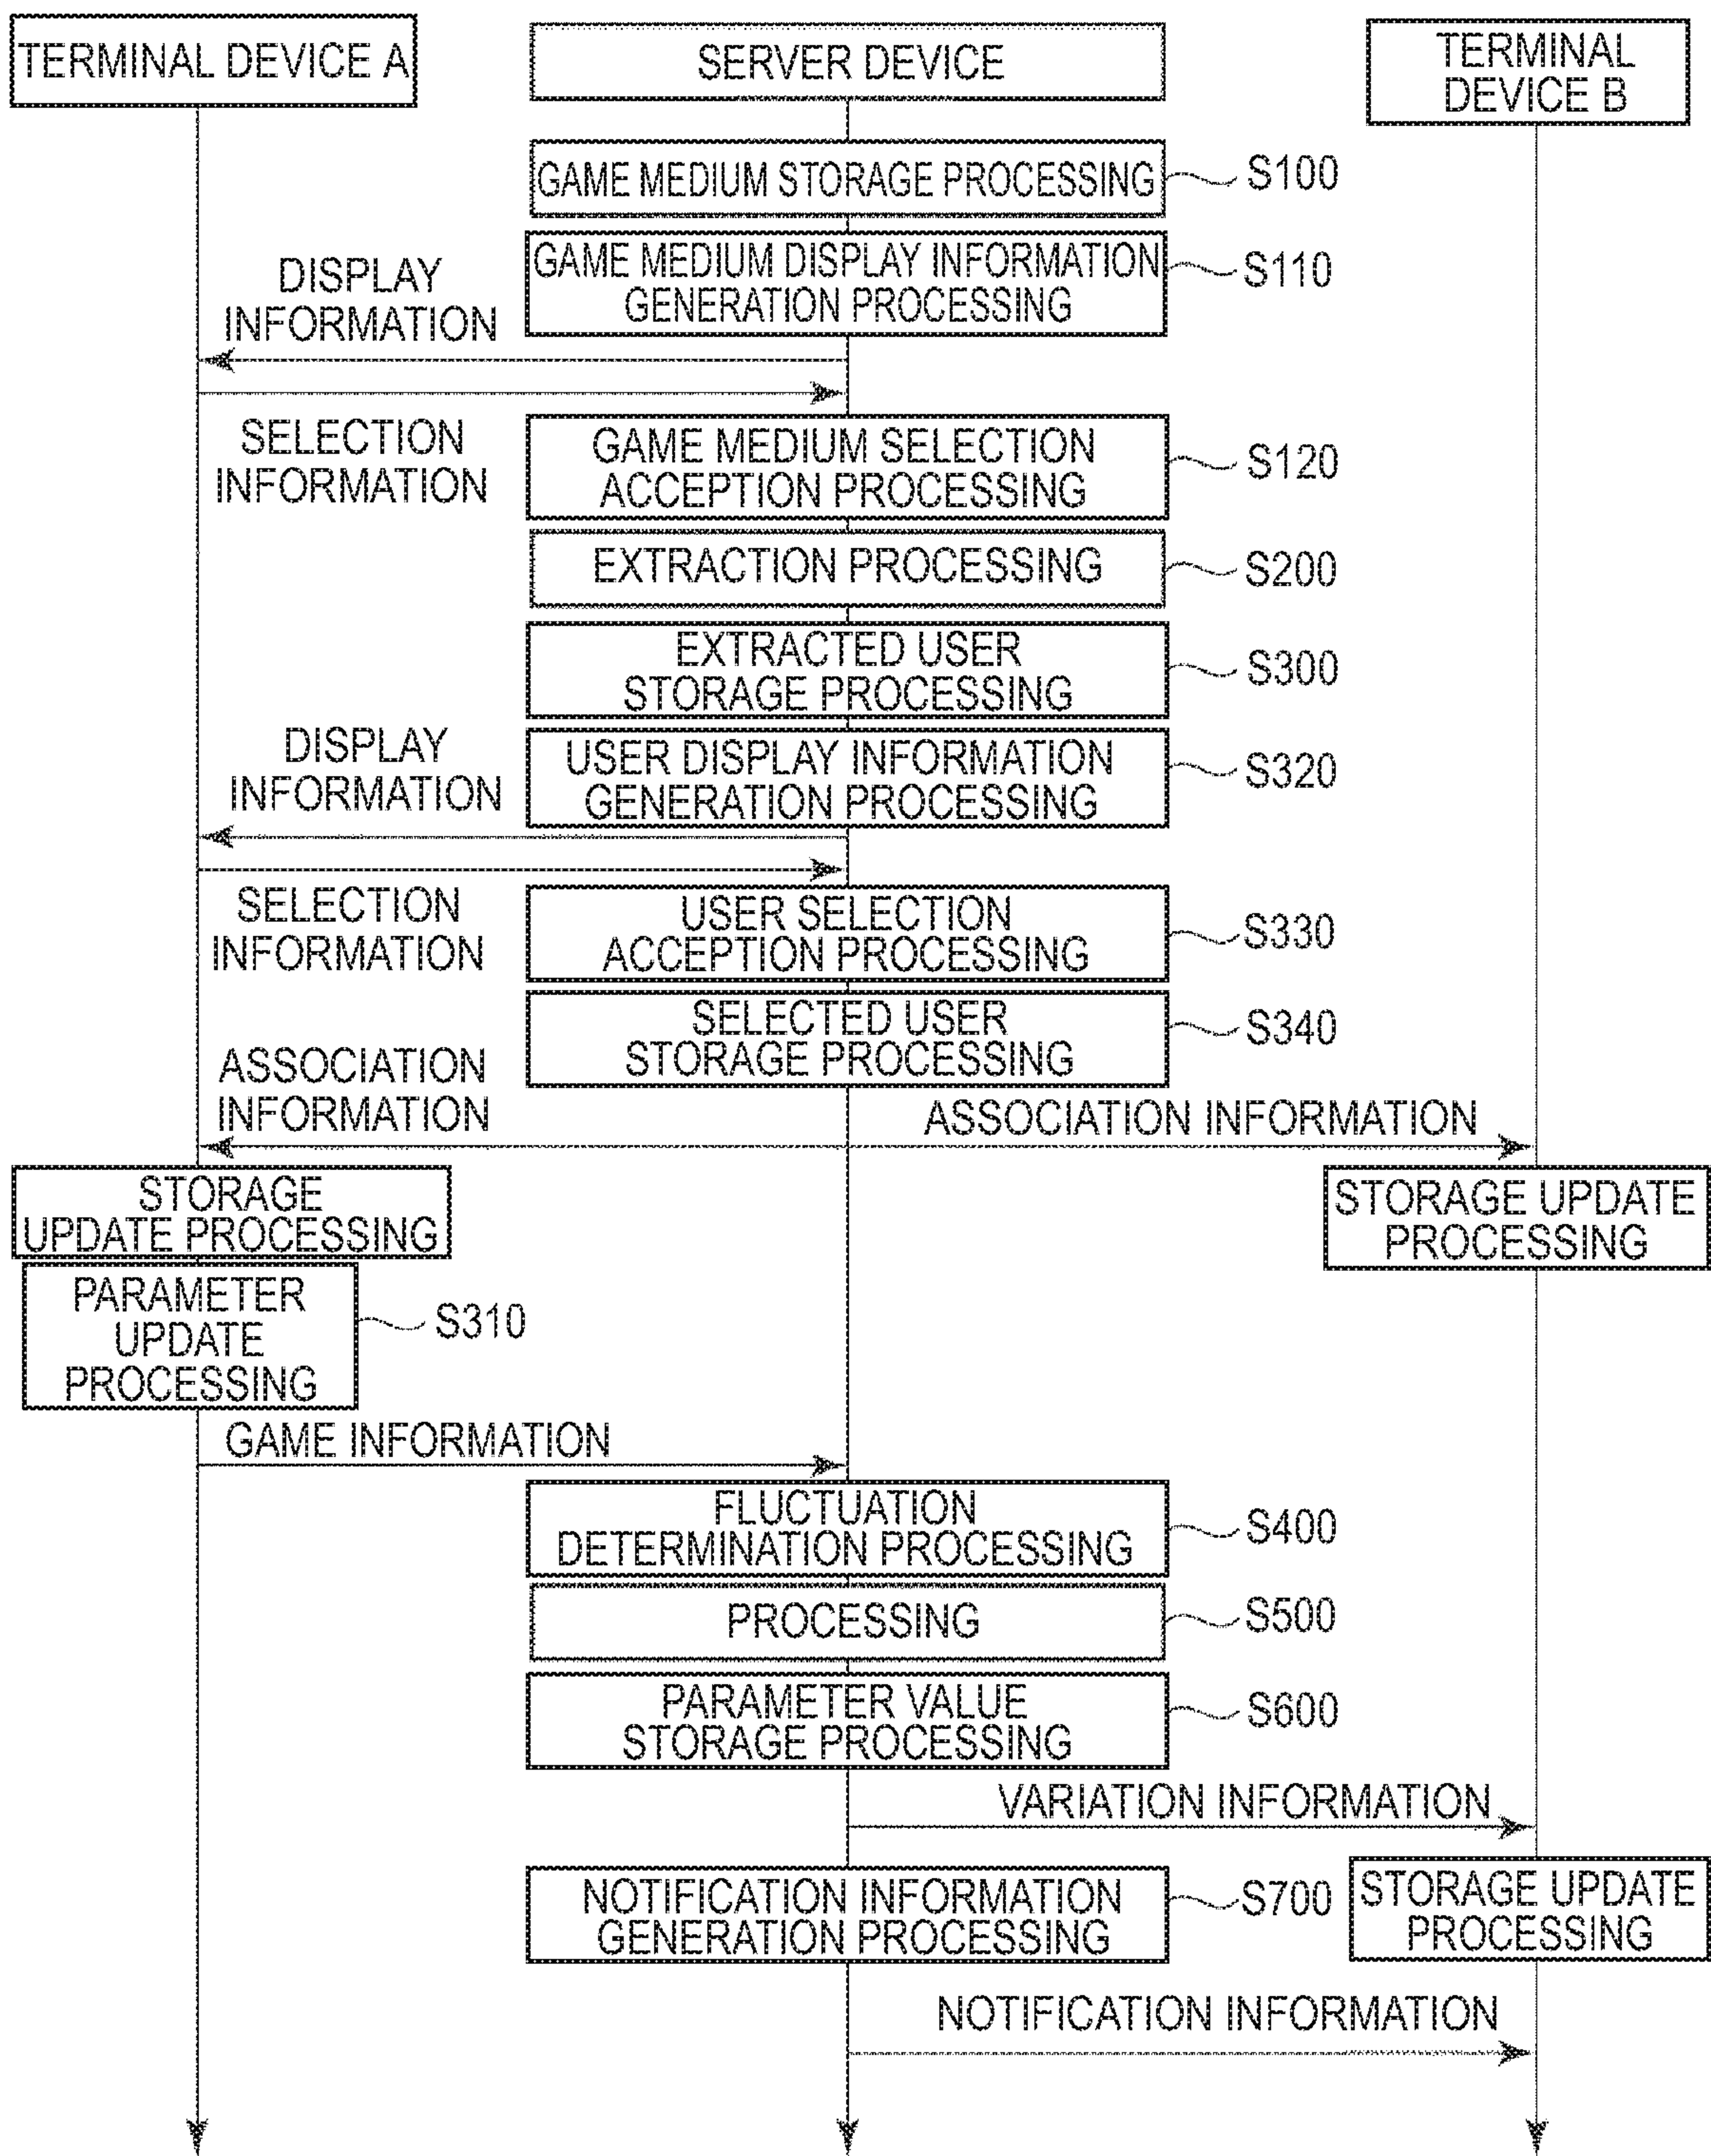 TERMINAL DEVICE A
SERVER DEVICE
TERMINAL
DEVICE B
GAME MEDIUM STORAGE PROCESSING
S100
GAME MEDIUM DISPLAY INFORMATION
GENERATION PROCESSING
S110
DISPLAY
INFORMATION
SELECTION
INFORMATION
GAME MEDIUM SELECTION
ACCEPTION PROCESSING
S120
EXTRACTION PROCESSING
S200
EXTRACTED USER
STORAGE PROCESSING
S300
DISPLAY
INFORMATION
USER DISPLAY INFORMATION
GENERATION PROCESSING
S320
SELECTION
INFORMATION
USER SELECTION
ACCEPTION PROCESSING
S330
SELECTED USER
STORAGE PROCESSING
S340
ASSOCIATION
INFORMATION
ASSOCIATION INFORMATION
STORAGE
UPDATE PROCESSING
STORAGE UPDATE
PROCESSING
PARAMETER
UPDATE
PROCESSING
S310
GAME INFORMATION
FLUCTUATION
DETERMINATION PROCESSING
S400
PROCESSING
S500
PARAMETER VALUE
STORAGE PROCESSING
S600
VARIATION INFORMATION
NOTIFICATION INFORMATION
GENERATION PROCESSING
S700
STORAGE UPDATE
PROCESSING
NOTIFICATION INFORMATION